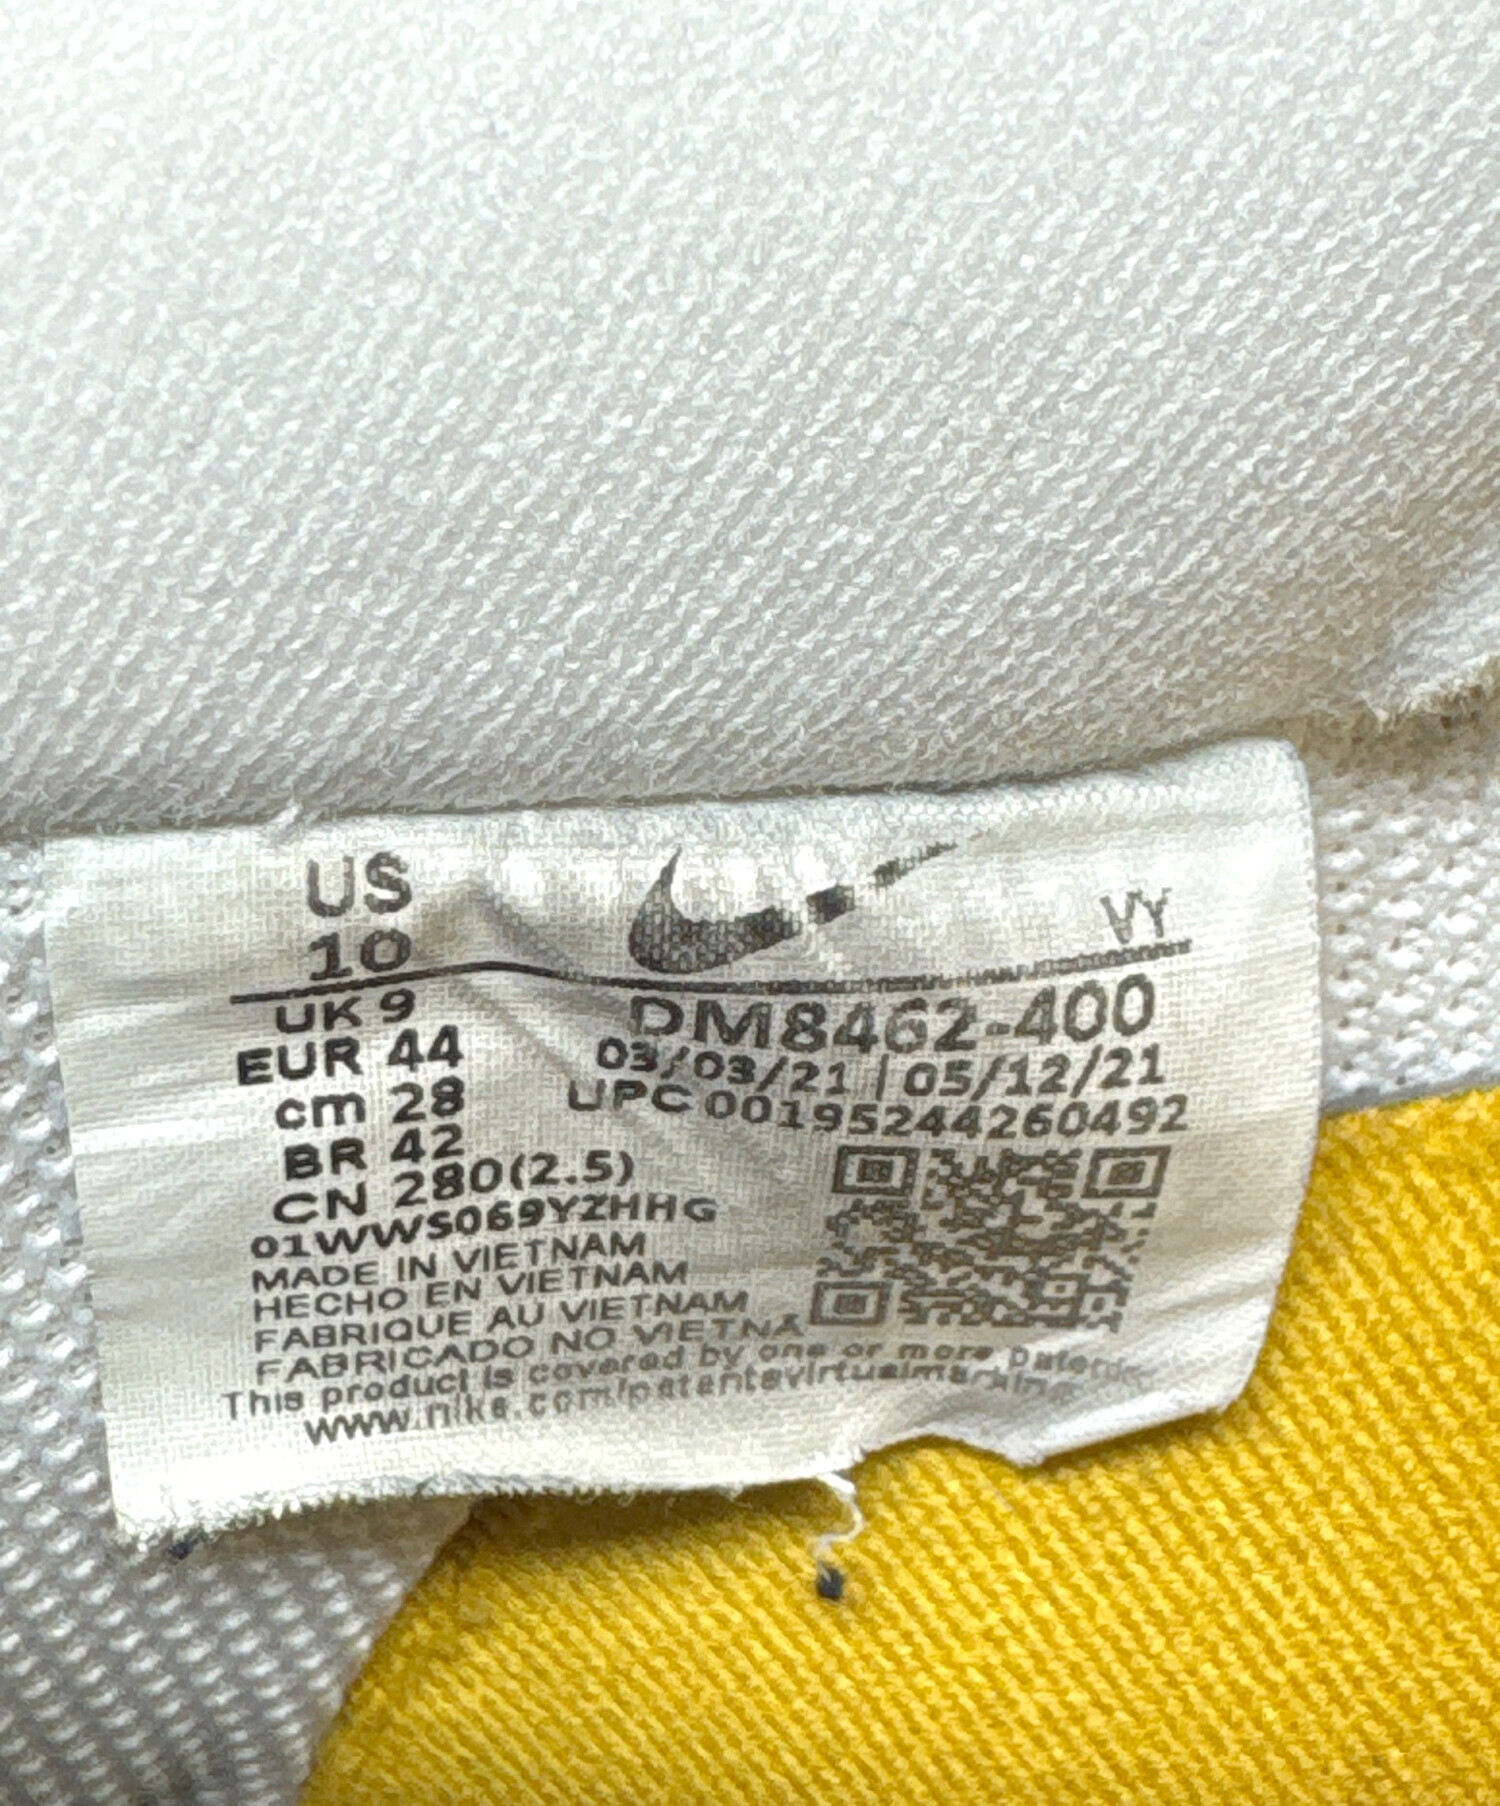 US
10
VY
UK 9
EUR 44
cm 28
BR 42
CN 280(2.5)
DM8462-400
03/03/21 | 05/12/21
UPC 00195244260492
01WWS069YZHHG
MADE IN VIETNAM
HECHO EN VIETNAM
FABRIQUE AU VIETNAM
FABRICADO NO VIETNA
This product is covered by one or more
www.nike.com/patentsvirtualmarking